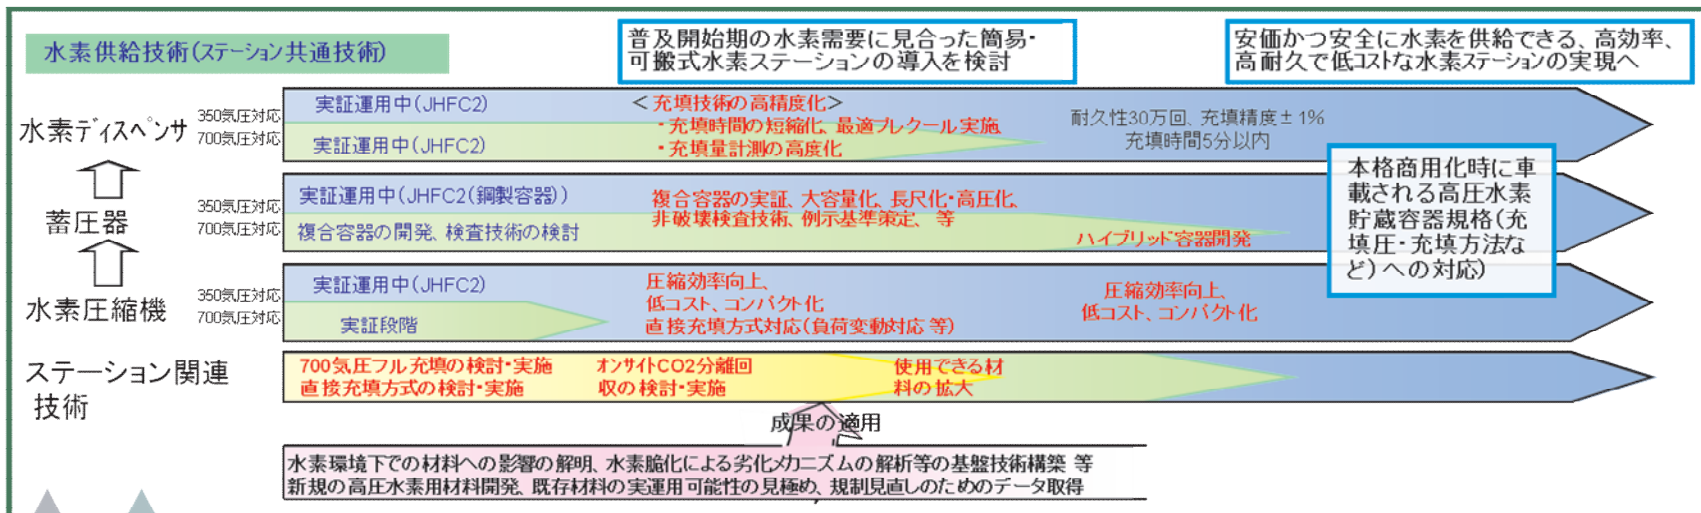 水素供給技術(ステーション共通技術)
普及開始期の水素需要に見合った簡易・
可搬式水素ステーションの導入を検討
安価かつ安全に水素を供給できる、高効率、
高耐久で低コストな水素ステーションの実現へ
水素ディスペンサ
350気圧対応
700気圧対応
実証運用中(JHFC2)
実証運用中(JHFC2)
＜充填技術の高精度化＞
・充填時間の短縮化、最適プレクール実施
・充填量計測の高度化
耐久性30万回、充填精度±1%
充填時間5分以内
蓄圧器
350気圧対応
700気圧対応
実証運用中(JHFC2(鋼製容器))
複合容器の開発、検査技術の検討
複合容器の実証、大容量化、長尺化・高圧化、
非破壊検査技術、例示基準策定、等
ハイブリッド容器開発
本格商用化時に車
載される高圧水素
貯蔵容器規格(充
填圧・充填方法な
ど)への対応)
水素圧縮機
350気圧対応
700気圧対応
実証運用中(JHFC2)
実証段階
圧縮効率向上、
低コスト、コンパクト化
直接充填方式対応(負荷変動対応 等)
圧縮効率向上、
低コスト、コンパクト化
ステーション関連
技術
700気圧フル充填の検討・実施
直接充填方式の検討・実施
オンサイトCO2分離回
収の検討・実施
使用できる材
料の拡大
成果の適用
水素環境下での材料への影響の解明、水素脆化による劣化メカニズムの解析等の基盤技術構築 等
新規の高圧水素用材料開発、既存材料の実運用可能性の見極め、規制見直しのためのデータ取得